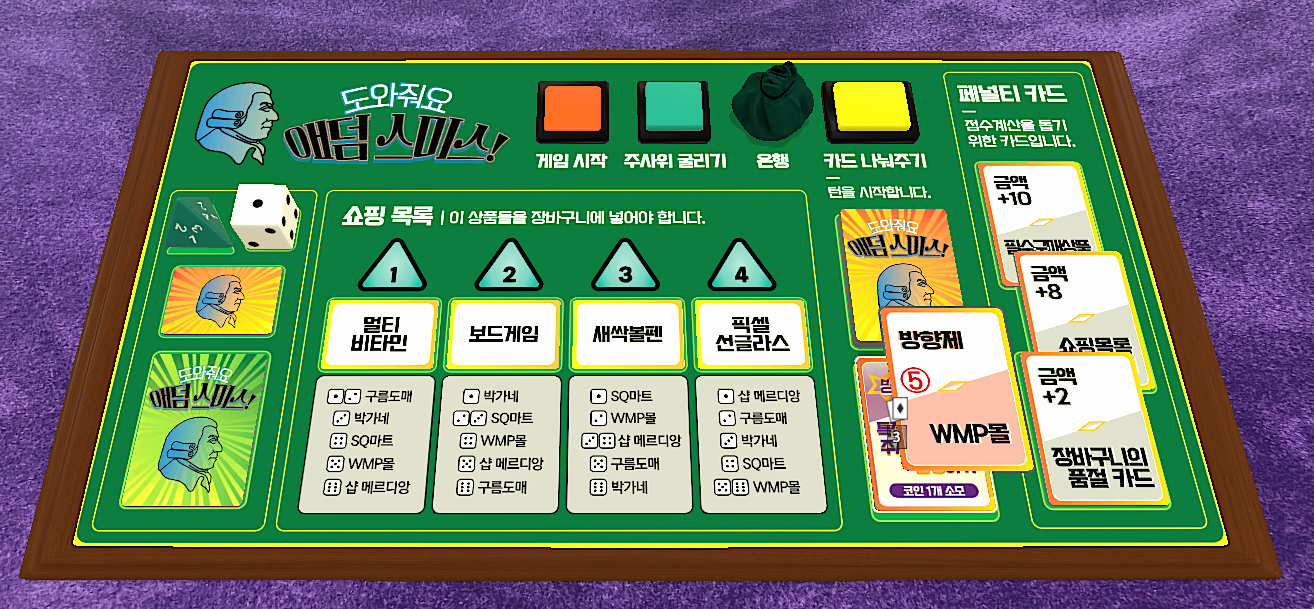 도와줘요
애덤 스마스!
게임 시작
주사위 굴리기
은행
카드 나눠주기
턴을 시작합니다.
페널티 카드
점수계산을 돕기
위한 카드입니다.
쇼핑 목록 | 이 상품들을 장바구니에 넣어야 합니다.
1
2
3
4
멀티
비타민
보드게임
새싹볼펜
픽셀
선글라스
구름도매
박가네
SQ마트
WMP몰
샵 메르디앙
박가네
SQ마트
WMP몰
샵 메르디앙
구름도매
SQ마트
WMP몰
샵 메르디앙
구름도매
박가네
샵 메르디앙
구름도매
박가네
SQ마트
WMP몰
도와줘요
애덤 스마스!
도와줘요
애덤 스마스!
방향제
⑤
WMP몰
코인 1개 소모
금액
+10
필수구매상품
금액
+8
쇼핑목록
금액
+2
장바구니의
품절 카드